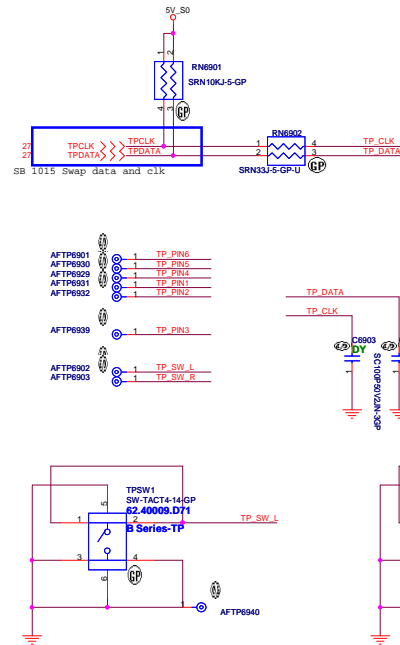 5V_S0
1 2
RN6901
SRN10KJ-5-GP
4 3
GP
RN6902
27 TPCLK TPCLK 1 4 TP_CLK
27 TPDATA TPDATA 2 3 TP_DATA
SB 1015 Swap data and clk
SRN33J-5-GP-U
GP
AFTP6901 1 TP_PIN6
AFTP6930 1 TP_PIN5
AFTP6929 1 TP_PIN4
AFTP6931 1 TP_PIN1
AFTP6932 1 TP_PIN2
AFTP6939 1 TP_PIN3
AFTP6902 1 TP_SW_L
AFTP6903 1 TP_SW_R
TP_DATA
TP_CLK
C6903
DY
1
1
SC100P50V2JN-3GP
TPSW1
SW-TACT4-14-GP
62.40009.D71
B Series-TP
5
1 2
3 4
6
GP
TP_SW_L
1
AFTP6940